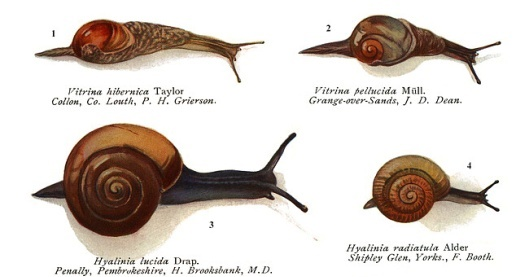 1
Vitrina hibernica Taylor
Collon, Co. Louth, P. H. Grierson.
2
Vitrina pellucida Müll.
Grange-over-Sands, J. D. Dean.
3
Hyalinia lucida Drap.
Penally, Pembrokeshire, H. Brooksbank, M.D.
4
Hyalinia radiatula Alder
Shipley Glen, Yorks., F. Booth.